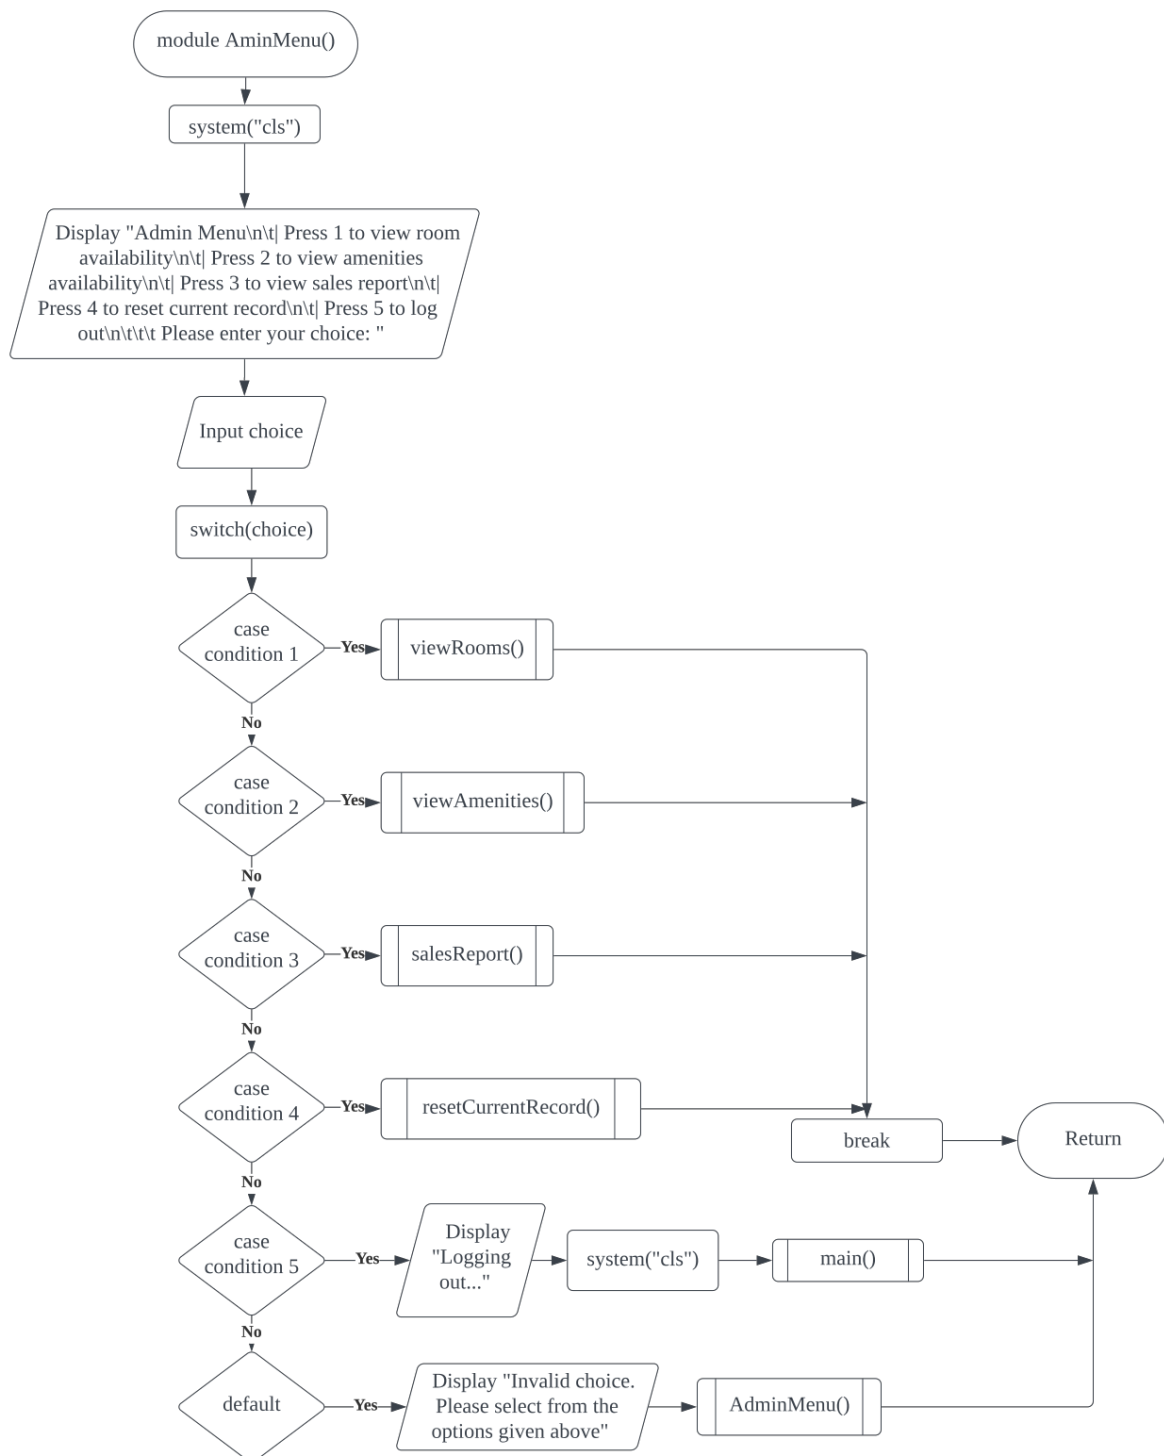 module AminMenu()
system("cls")
Display "Admin Menu\n\t| Press 1 to view room
availability\n\t| Press 2 to view amenities
availability\n\t| Press 3 to view sales report\n\t|
Press 4 to reset current record\n\t| Press 5 to log
out\n\t\t\t Please enter your choice: "
Input choice
switch(choice)
case
condition 1
Yes
viewRooms()
No
case
condition 2
Yes
viewAmenities()
No
case
condition 3
Yes
salesReport()
No
case
condition 4
Yes
resetCurrentRecord()
break
Return
No
case
condition 5
Yes
Display
"Logging
out..."
system("cls")
main()
No
default
Yes
Display "Invalid choice.
Please select from the
options given above"
AdminMenu()